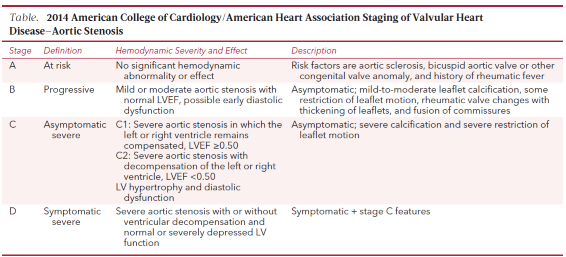 Table. 2014 American College of Cardiology/American Heart Association Staging of Valvular Heart
Disease–Aortic Stenosis
Stage Definition Hemodynamic Severity and Effect Description
A At risk No significant hemodynamic Risk factors are aortic sclerosis, bicuspid aortic valve or other
abnormality or effect congenital valve anomaly, and history of rheumatic fever
B Progressive Mild or moderate aortic stenosis with Asymptomatic; mild-to-moderate leaflet calcification, some
normal LVEF, possible early diastolic restriction of leaflet motion, rheumatic valve changes with
dysfunction thickening of leaflets, and fusion of commissures
C Asymptomatic C1: Severe aortic stenosis in which the Asymptomatic; severe calcification and severe restriction of
severe left or right ventricle remains leaflet motion
compensated, LVEF ≥0.50
C2: Severe aortic stenosis with
decompensation of the left or right
ventricle, LVEF <0.50
LV hypertrophy and diastolic
dysfunction
D Symptomatic Severe aortic stenosis with or without Symptomatic + stage C features
severe ventricular decompensation and
normal or severely depressed LV
function